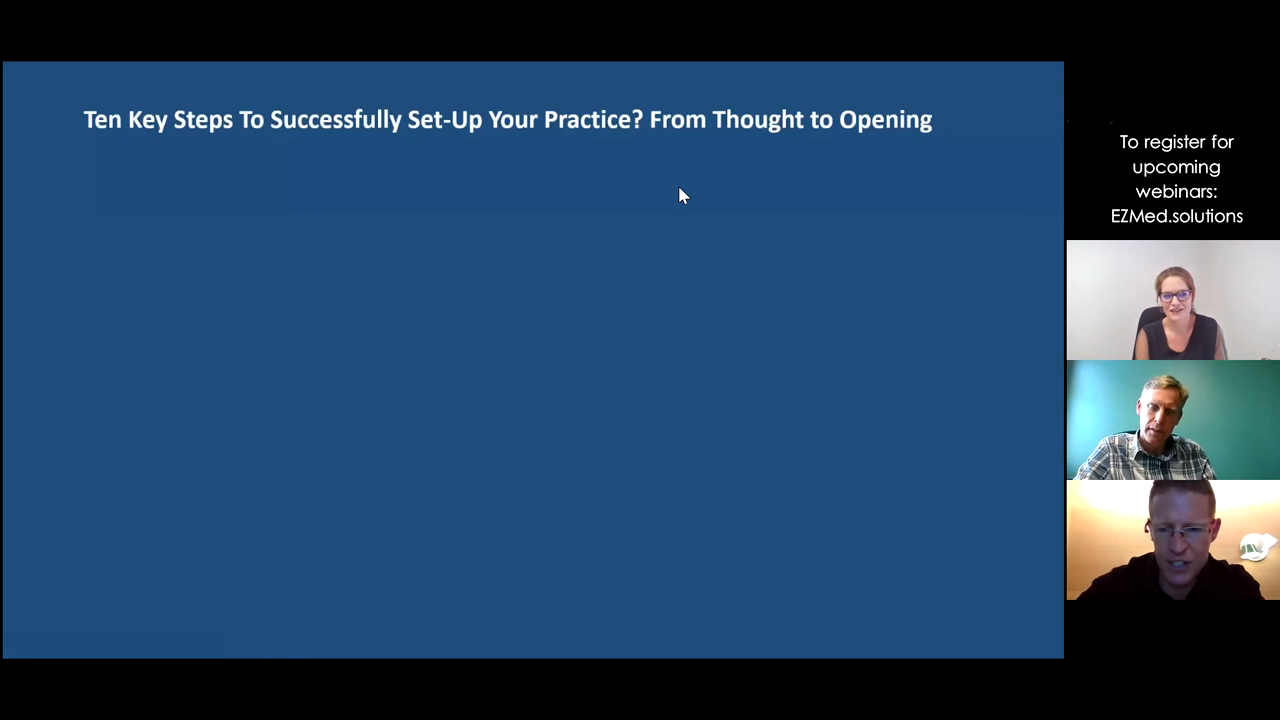 Ten Key Steps To Successfully Set-Up Your Practice? From Thought to Opening
To register for
upcoming
webinars:
EZMed.solutions